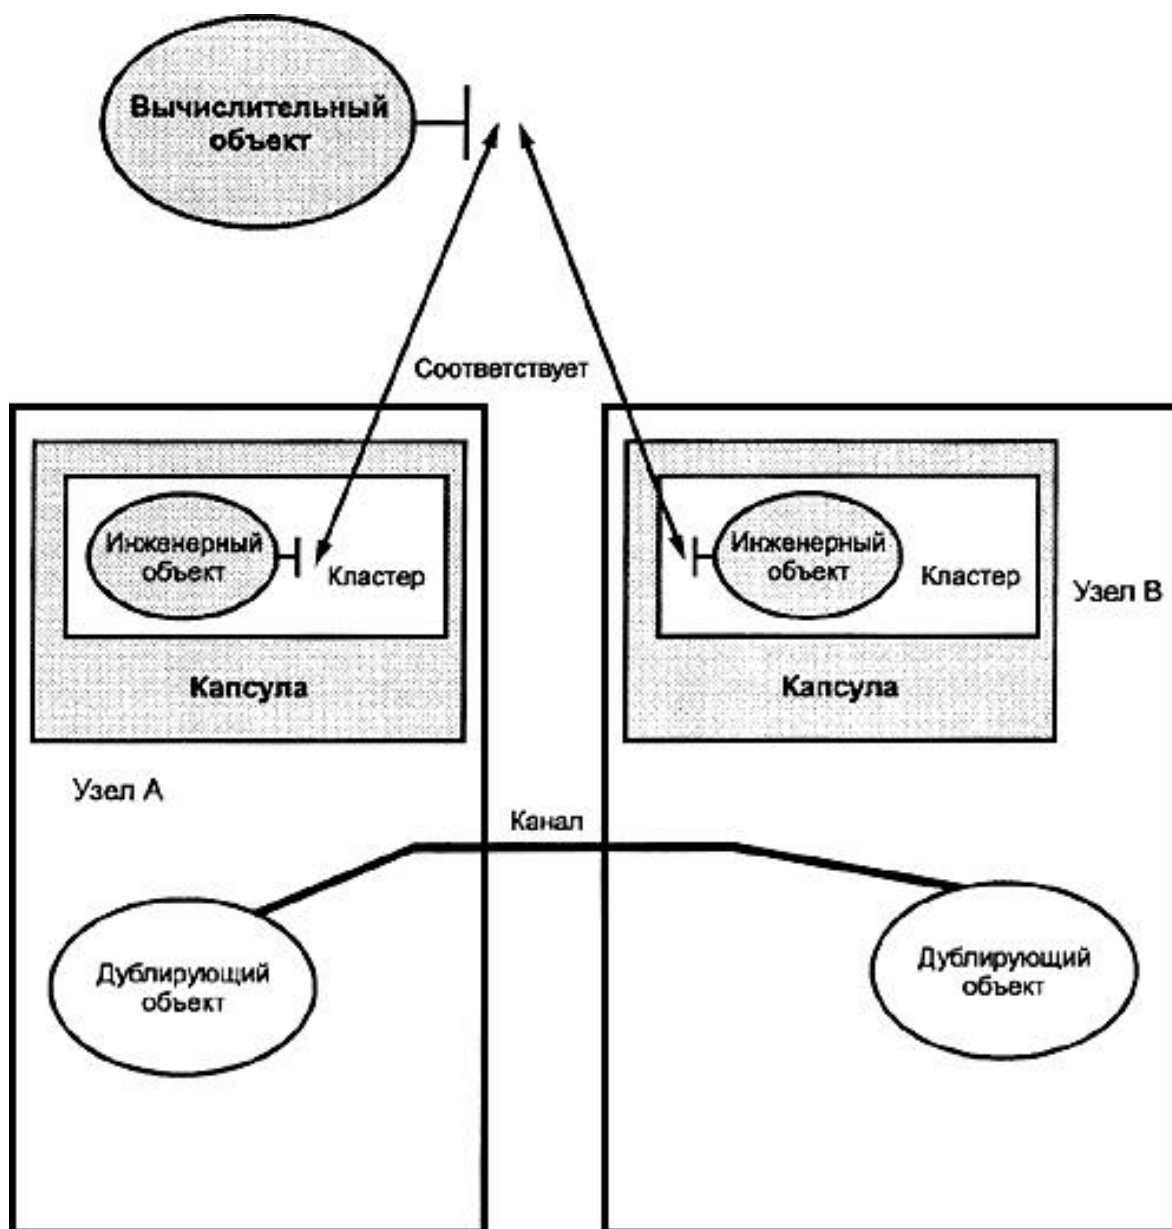 Вычислительный
объект
Соответствует
Инженерный
объект
Кластер
Капсула
Узел А
Инженерный
объект
Кластер
Капсула
Узел В
Канал
Дублирующий
объект
Дублирующий
объект